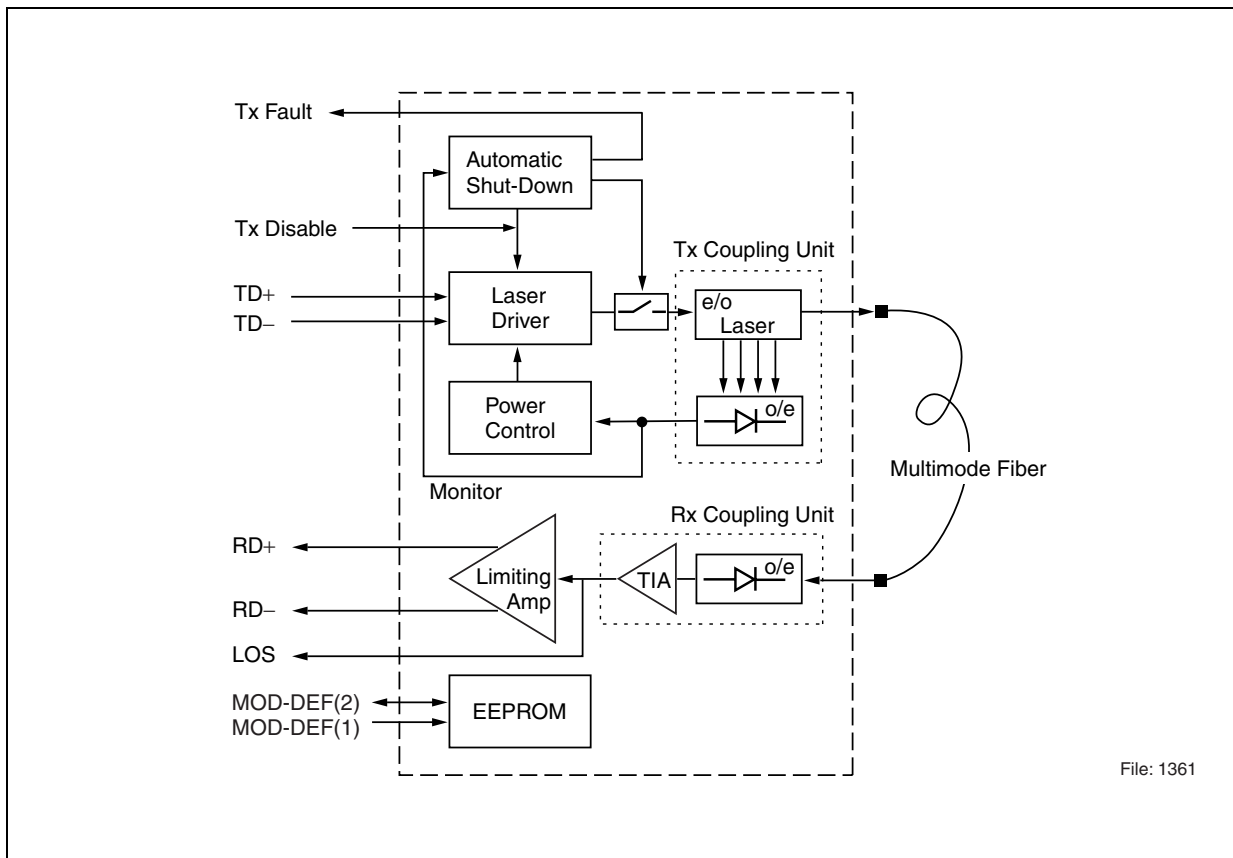 Tx Fault
Automatic
Shut-Down
Tx Disable
Tx Coupling Unit
TD+
TD−
Laser
Driver
e/o
Laser
Power
Control
o/e
Monitor
Multimode Fiber
Rx Coupling Unit
RD+
RD−
LOS
Limiting
Amp
TIA
o/e
MOD-DEF(2)
MOD-DEF(1)
EEPROM
File: 1361